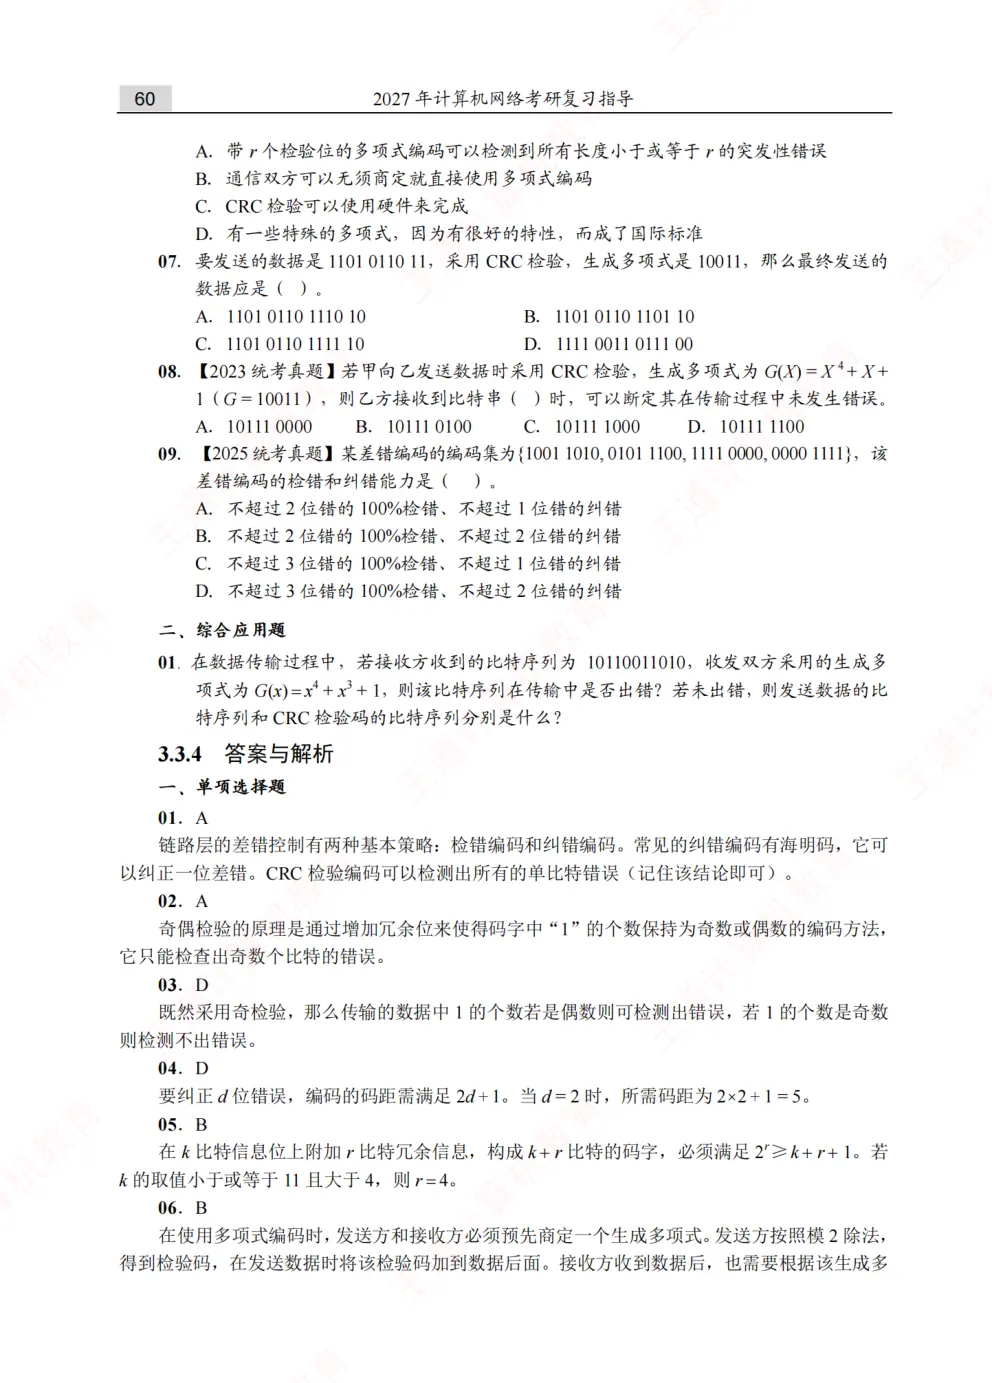 60
2027 年计算机网络考研复习指导
A. 带 r 个检验位的多项式编码可以检测到所有长度小于或等于 r 的突发性错误
B. 通信双方可以无须商定就直接使用多项式编码
C. CRC 检验可以使用硬件来完成
D. 有一些特殊的多项式，因为有很好的特性，而成了国际标准
07. 要发送的数据是 1101 0110 11，采用 CRC 检验，生成多项式是 10011，那么最终发送的
数据应是（　）。
A. 1101 0110 1110 10　B. 1101 0110 1101 10
C. 1101 0110 1111 10　D. 1111 0011 0111 00
08. 【2023 统考真题】若甲向乙发送数据时采用 CRC 检验，生成多项式为 G(X) = X⁴ + X +
1（G = 10011），则乙方接收到比特串（　）时，可以断定其在传输过程中未发生错误。
A. 10111 0000　B. 10111 0100　C. 10111 1000　D. 10111 1100
09. 【2025 统考真题】某差错编码的编码集为{1001 1010, 0101 1100, 1111 0000, 0000 1111}，该
差错编码的检错和纠错能力是（　）。
A. 不超过 2 位错的 100%检错、不超过 1 位错的纠错
B. 不超过 2 位错的 100%检错、不超过 2 位错的纠错
C. 不超过 3 位错的 100%检错、不超过 1 位错的纠错
D. 不超过 3 位错的 100%检错、不超过 2 位错的纠错
二、综合应用题
01. 在数据传输过程中，若接收方收到的比特序列为 10110011010，收发双方采用的生成多
项式为 G(x) = x⁴ + x³ + 1，则该比特序列在传输中是否出错？若未出错，则发送数据的比
特序列和 CRC 检验码的比特序列分别是什么？
3.3.4 答案与解析
一、单项选择题
01. A
链路层的差错控制有两种基本策略：检错编码和纠错编码。常见的纠错编码有海明码，它可
以纠正一位差错。CRC 检验编码可以检测出所有的单比特错误（记住该结论即可）。
02. A
奇偶检验的原理是通过增加冗余位来使得码字中“1”的个数保持为奇数或偶数的编码方法，
它只能检查出奇数个比特的错误。
03. D
既然采用奇检验，那么传输的数据中 1 的个数若是偶数则可检测出错误，若 1 的个数是奇数
则检测不出错误。
04. D
要纠正 d 位错误，编码的码距需满足 2d + 1。当 d = 2 时，所需码距为 2×2 + 1 = 5。
05. B
在 k 比特信息位上附加 r 比特冗余信息，构成 k + r 比特的码字，必须满足 2ʳ ≥ k + r + 1。若
k 的取值小于或等于 11 且大于 4，则 r = 4。
06. B
在使用多项式编码时，发送方和接收方必须预先商定一个生成多项式。发送方按照模 2 除法，
得到检验码，在发送数据时将该检验码加到数据后面。接收方收到数据后，也需要根据该生成多